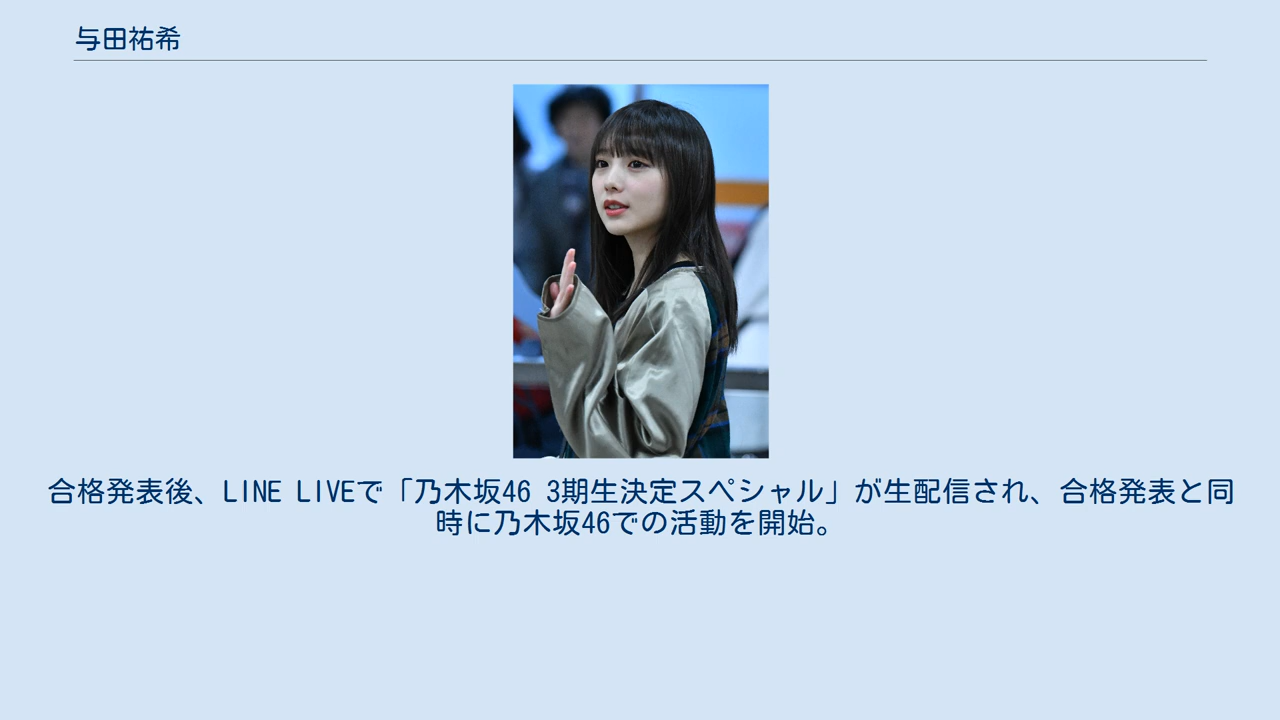 与田祐希
合格発表後、LINE LIVEで「乃木坂46 3期生決定スペシャル」が生配信され、合格発表と同
時に乃木坂46での活動を開始。